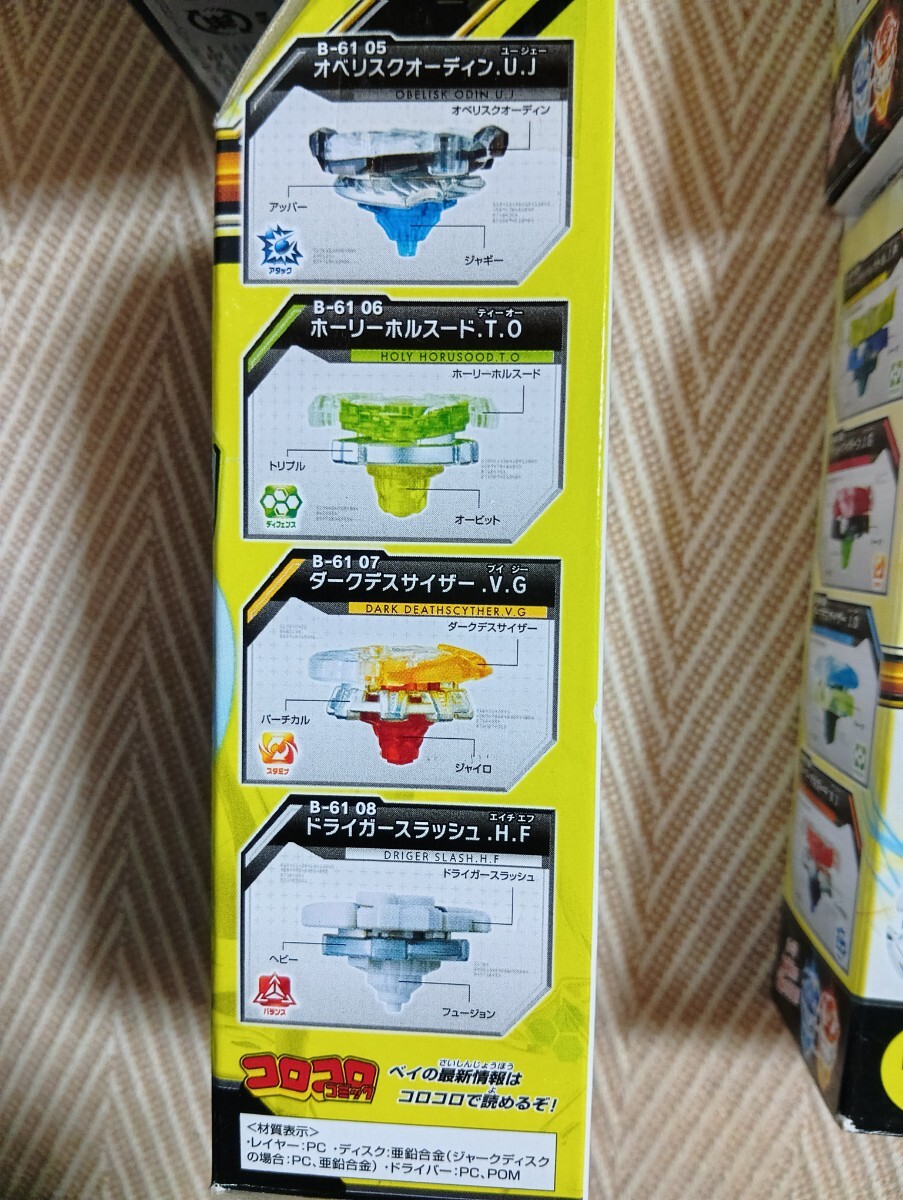 B-61 05
ユージェー
オベリスクオーディン.U.J
OBELISK ODIN U.J
オベリスクオーディン
アッパー
ジャギー
アタック
B-61 06
ティーオー
ホーリーホルスード.T.O
HOLY HORUSOOD.T.O
ホーリーホルスード
トリプル
オービット
ディフェンス
B-61 07
ブイ ジー
ダークデスサイザー.V.G
DARK DEATHSCYTHER.V.G
ダークデスサイザー
バーチカル
ジャイロ
スタミナ
B-61 08
エイチ エフ
ドライガースラッシュ.H.F
DRIGER SLASH.H.F
ドライガースラッシュ
ヘビー
フュージョン
バランス
コロコロ
コミック
さいしんじょうほう
ベイの最新情報は
よ
コロコロで読めるぞ!
<材質表示>
・レイヤー:PC ・ディスク:亜鉛合金(ジャークディスク
の場合:PC、亜鉛合金) ・ドライバー:PC、POM